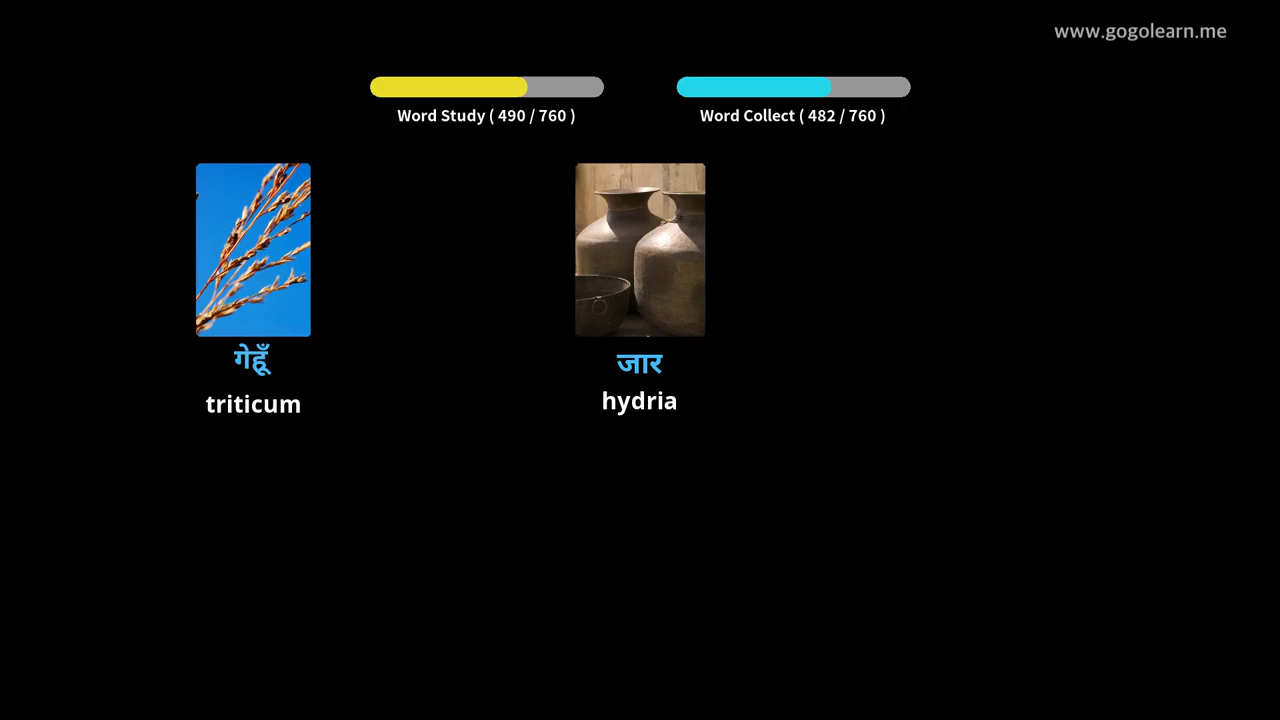 www.gogolearn.me
Word Study ( 490 / 760 )
Word Collect ( 482 / 760 )
गेहूँ
triticum
जार
hydria